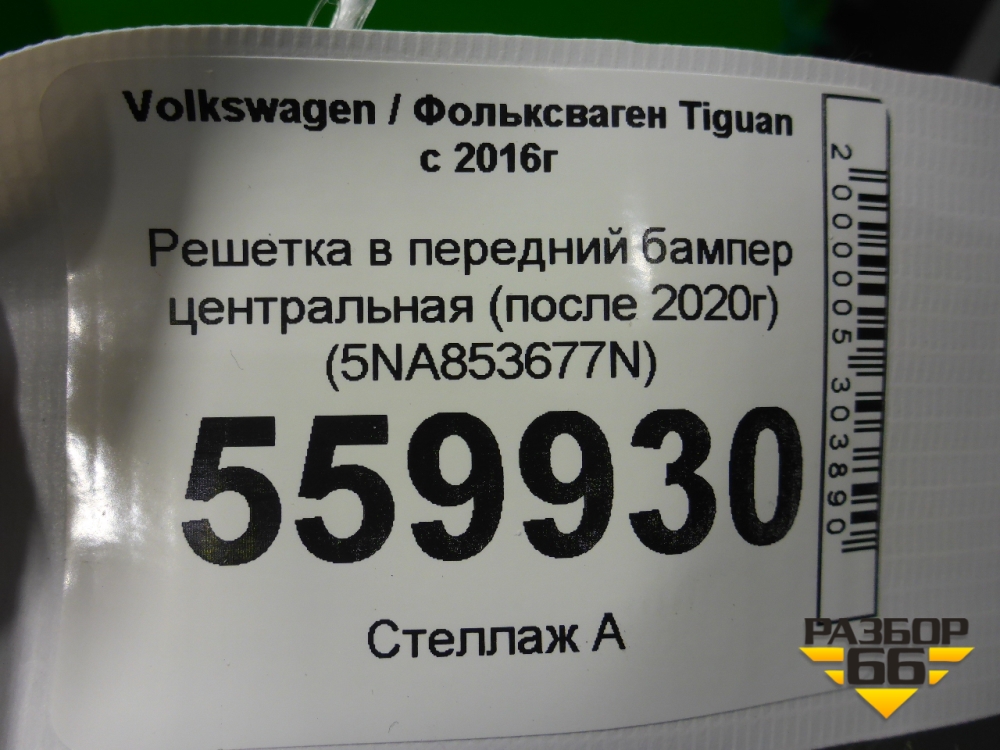 Volkswagen / Фольксваген Tiguan
с 2016г
Решетка в передний бампер
центральная (после 2020г)
(5NA853677N)
559930
Стеллаж А
2000005303890
РАЗБОР
66